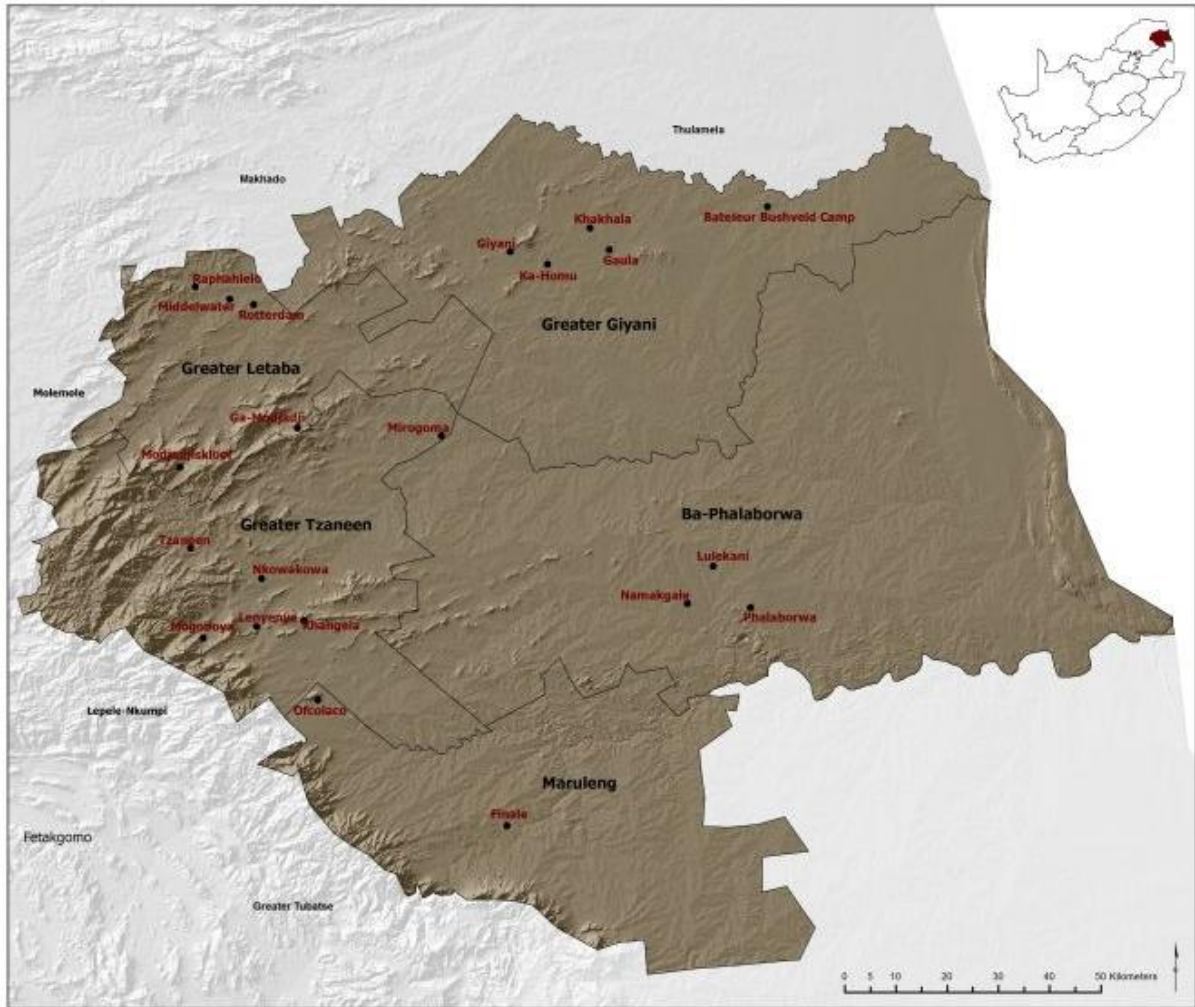 Thulamela
Makhado
Khakhala
Bateleur Bushveld Camp
Giyani
Gaula
Ka-Homu
Raphahlelo
Middelwater
Rotterdam
Greater Giyani
Greater Letaba
Molemole
Ga-Modjadji
Mirogoma
Modjadjiskloof
Ba-Phalaborwa
Greater Tzaneen
Tzaneen
Lulekani
Nkowakowa
Namakgale
Phalaborwa
Lenyenye
Khangela
Mogodoya
Lepele-Nkumpi
Ofcolaco
Maruleng
Finale
Fetakgomo
Greater Tubatse
0 5 10 20 30 40 50 Kilometers